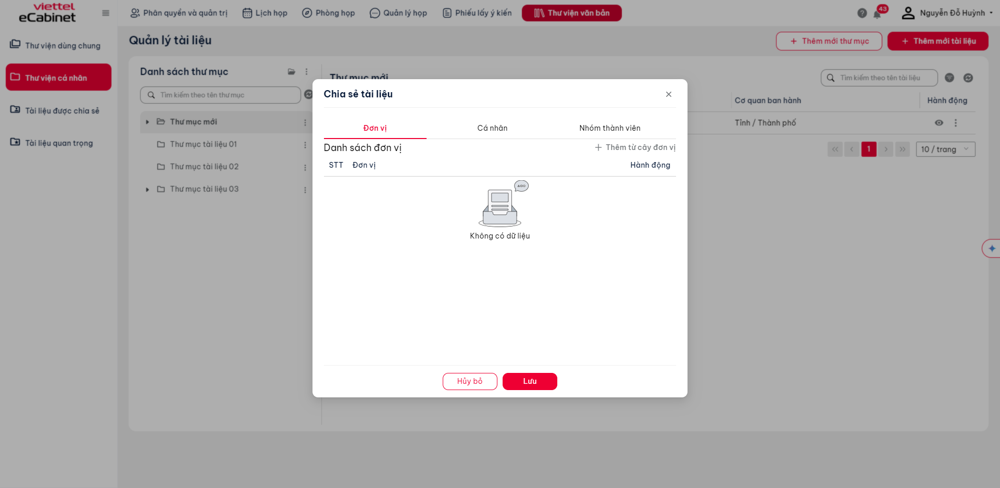 viettel
eCabinet
Phân quyền và quản trị
Lịch họp
Phòng họp
Quản lý họp
Phiếu lấy ý kiến
Thư viện văn bản
43
Nguyễn Đỗ Huỳnh
Thư viện dùng chung
Thư viện cá nhân
Tài liệu được chia sẻ
Tài liệu quan trọng
Quản lý tài liệu
+ Thêm mới thư mục
+ Thêm mới tài liệu
Danh sách thư mục
Tìm kiếm theo tên thư mục
Thư mục mới
Thư mục tài liệu 01
Thư mục tài liệu 02
Thư mục tài liệu 03
Thư mục mới
Tìm kiếm theo tên tài liệu
Cơ quan ban hành
Hành động
Tỉnh / Thành phố
1
10 / trang
Chia sẻ tài liệu
Đơn vị
Cá nhân
Nhóm thành viên
Danh sách đơn vị
+ Thêm từ cây đơn vị
STT
Đơn vị
Hành động
Không có dữ liệu
Hủy bỏ
Lưu